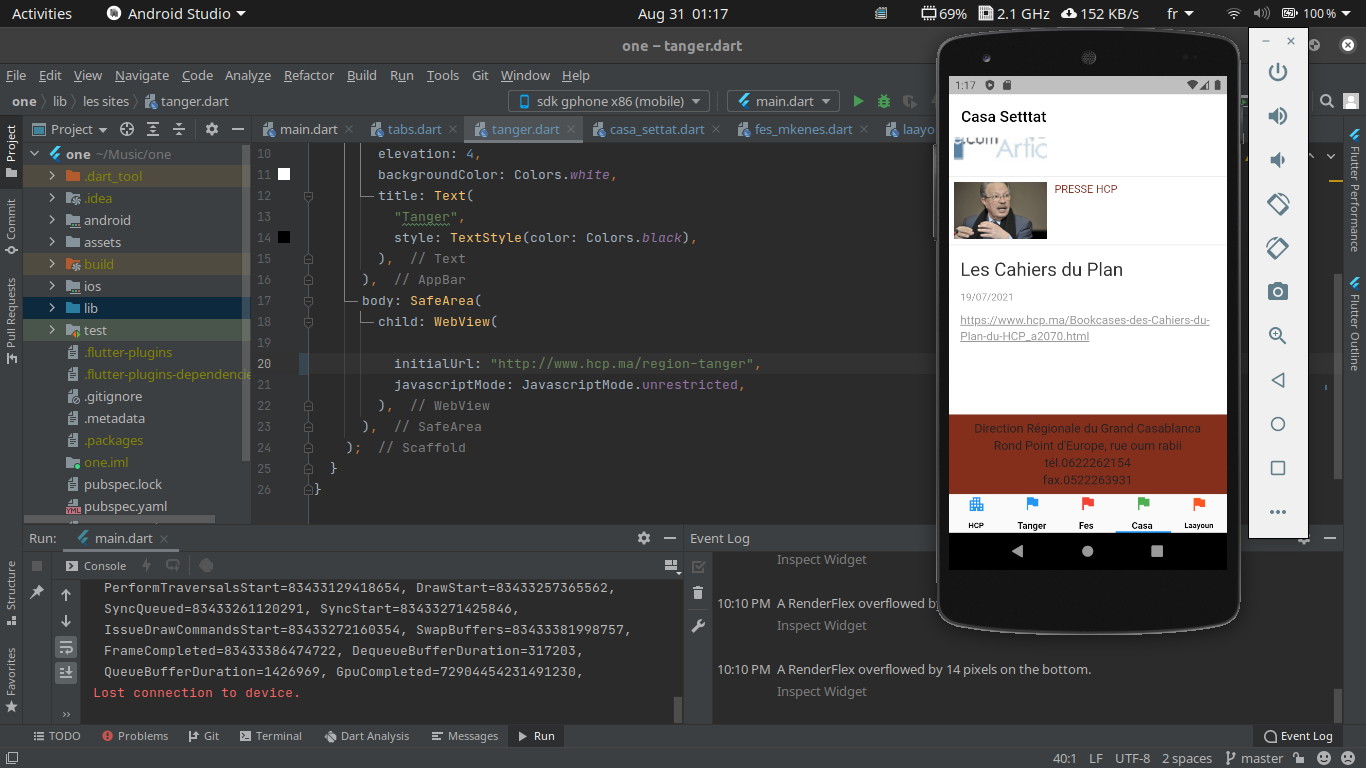 Activities
Android Studio
Aug 31 01:17
69%
2.1 GHz
152 KB/s
fr
100 %
one – tanger.dart
File Edit View Navigate Code Analyze Refactor Build Run Tools Git Window Help
one lib les sites tanger.dart
sdk gphone x86 (mobile)
main.dart
Project
main.dart
tabs.dart
tanger.dart
casa_settat.dart
fes_mkenes.dart
laayo
one ~/Music/one
.dart_tool
.idea
android
assets
build
ios
lib
test
.flutter-plugins
.flutter-plugins-dependencie
.gitignore
.metadata
.packages
one.iml
pubspec.lock
pubspec.yaml
10 elevation: 4,
11 backgroundColor: Colors.white,
12 title: Text(
13 "Tanger",
14 style: TextStyle(color: Colors.black),
15 ), // Text
16 ), // AppBar
17 body: SafeArea(
18 child: WebView(
19
20 initialUrl: "http://www.hcp.ma/region-tanger",
21 javascriptMode: JavascriptMode.unrestricted,
22 ), // WebView
23 ), // SafeArea
24 ); // Scaffold
25 }
26 }
1:17
Casa Setttat
.com Artic
PRESSE HCP
Les Cahiers du Plan
19/07/2021
https://www.hcp.ma/Bookcases-des-Cahiers-du-
Plan-du-HCP_a2070.html
Direction Régionale du Grand Casablanca
Rond Point d'Europe, rue oum rabii
tél.0622262154
fax.0522263931
HCP Tanger Fes Casa Laayoun
Project
Commit
Pull Requests
Structure
Favorites
Flutter Performance
Flutter Outline
Run: main.dart
Console
PerformTraversalsStart=83433129418654, DrawStart=83433257365562,
SyncQueued=83433261120291, SyncStart=83433271425846,
IssueDrawCommandsStart=83433272160354, SwapBuffers=83433381998757,
FrameCompleted=83433386474722, DequeueBufferDuration=317203,
QueueBufferDuration=1426969, GpuCompleted=72904454231491230,
Lost connection to device.
Event Log
Inspect Widget
10:10 PM A RenderFlex overflowed b
Inspect Widget
10:10 PM A RenderFlex overflowed by 14 pixels on the bottom.
Inspect Widget
TODO Problems Git Terminal Dart Analysis Messages Run Event Log
40:1 LF UTF-8 2 spaces master